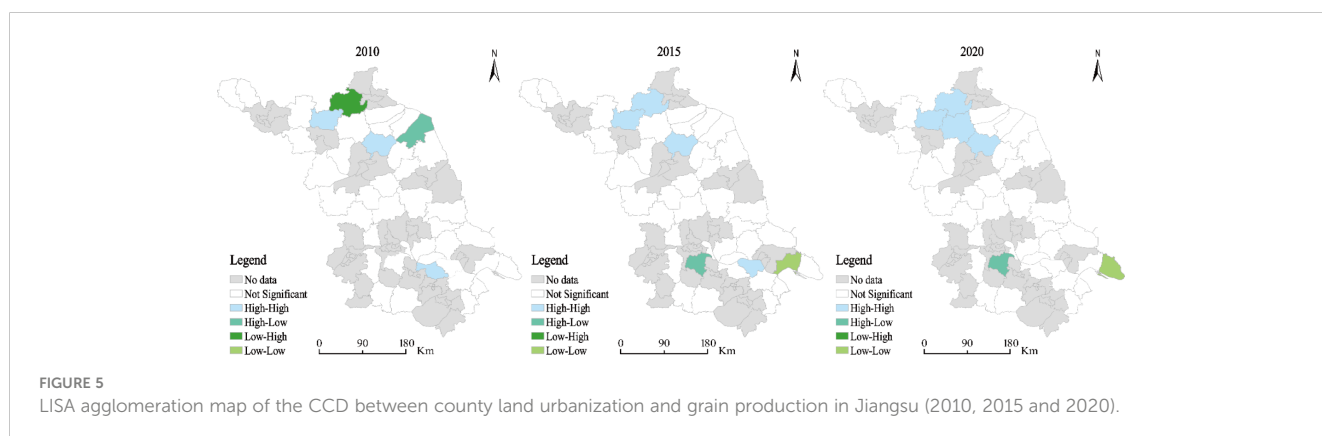 2010
N
Legend
No data
Not Significant
High-High
High-Low
Low-High
Low-Low
0 90 180
Km
2015
N
Legend
No data
Not Significant
High-High
High-Low
Low-High
Low-Low
0 90 180
Km
2020
N
Legend
No data
Not Significant
High-High
High-Low
Low-High
Low-Low
0 90 180
Km
FIGURE 5
LISA agglomeration map of the CCD between county land urbanization and grain production in Jiangsu (2010, 2015 and 2020).